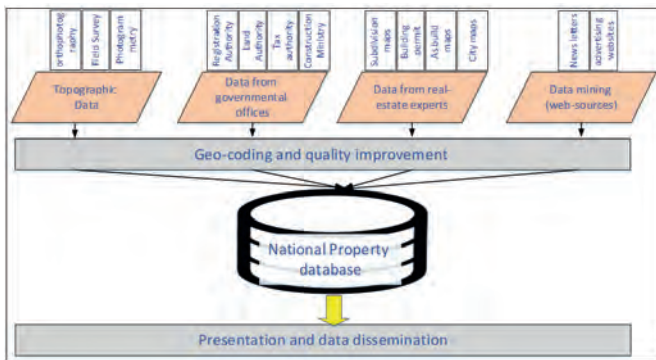 orthophotog
raphy
Field Survey
Photogram
metry
Registration
Authority
Land
Authority
Tax
authority
Construction
Ministry
Subdivision
maps
Building
permit
As build
maps
City maps
News letters
advertising
websites
Topographic
Data
Data from
governmental
offices
Data from real-
estate experts
Data mining
(web-sources)
Geo-coding and quality improvement
National Property
database
Presentation and data dissemination